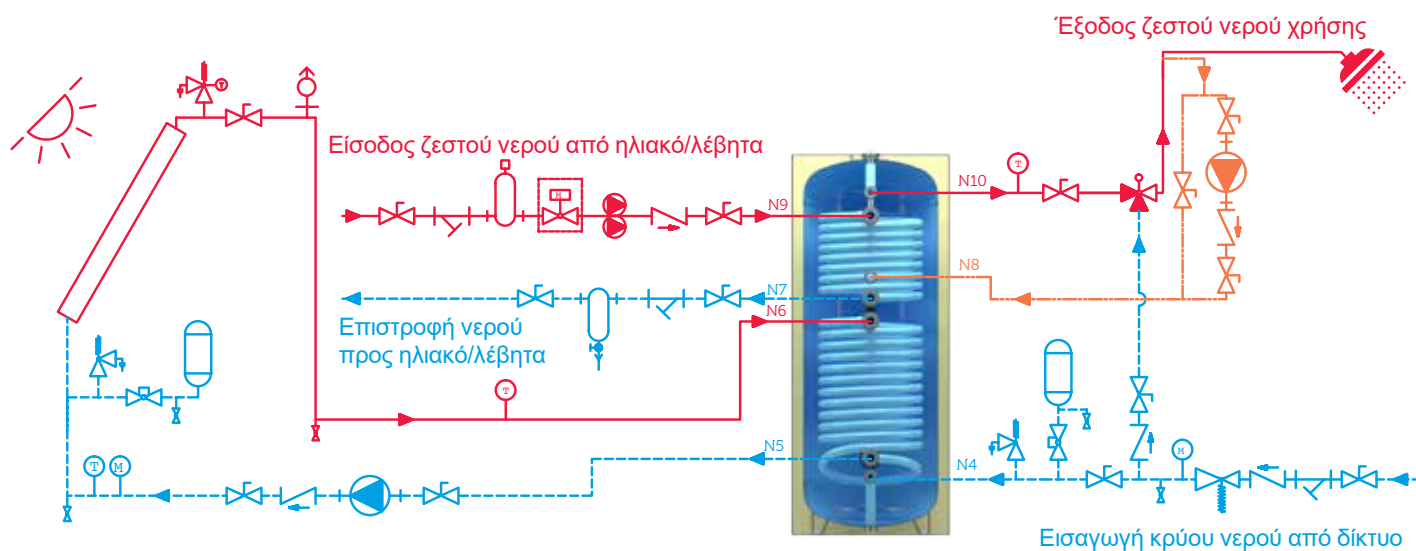 Έξοδος ζεστού νερού χρήσης
T
Είσοδος ζεστού νερού από ηλιακό/λέβητα
M
N9
N10
T
N8
N7
N6
Επιστροφή νερού
προς ηλιακό/λέβητα
T
N5
N4
T
M
M
Εισαγωγή κρύου νερού από δίκτυο